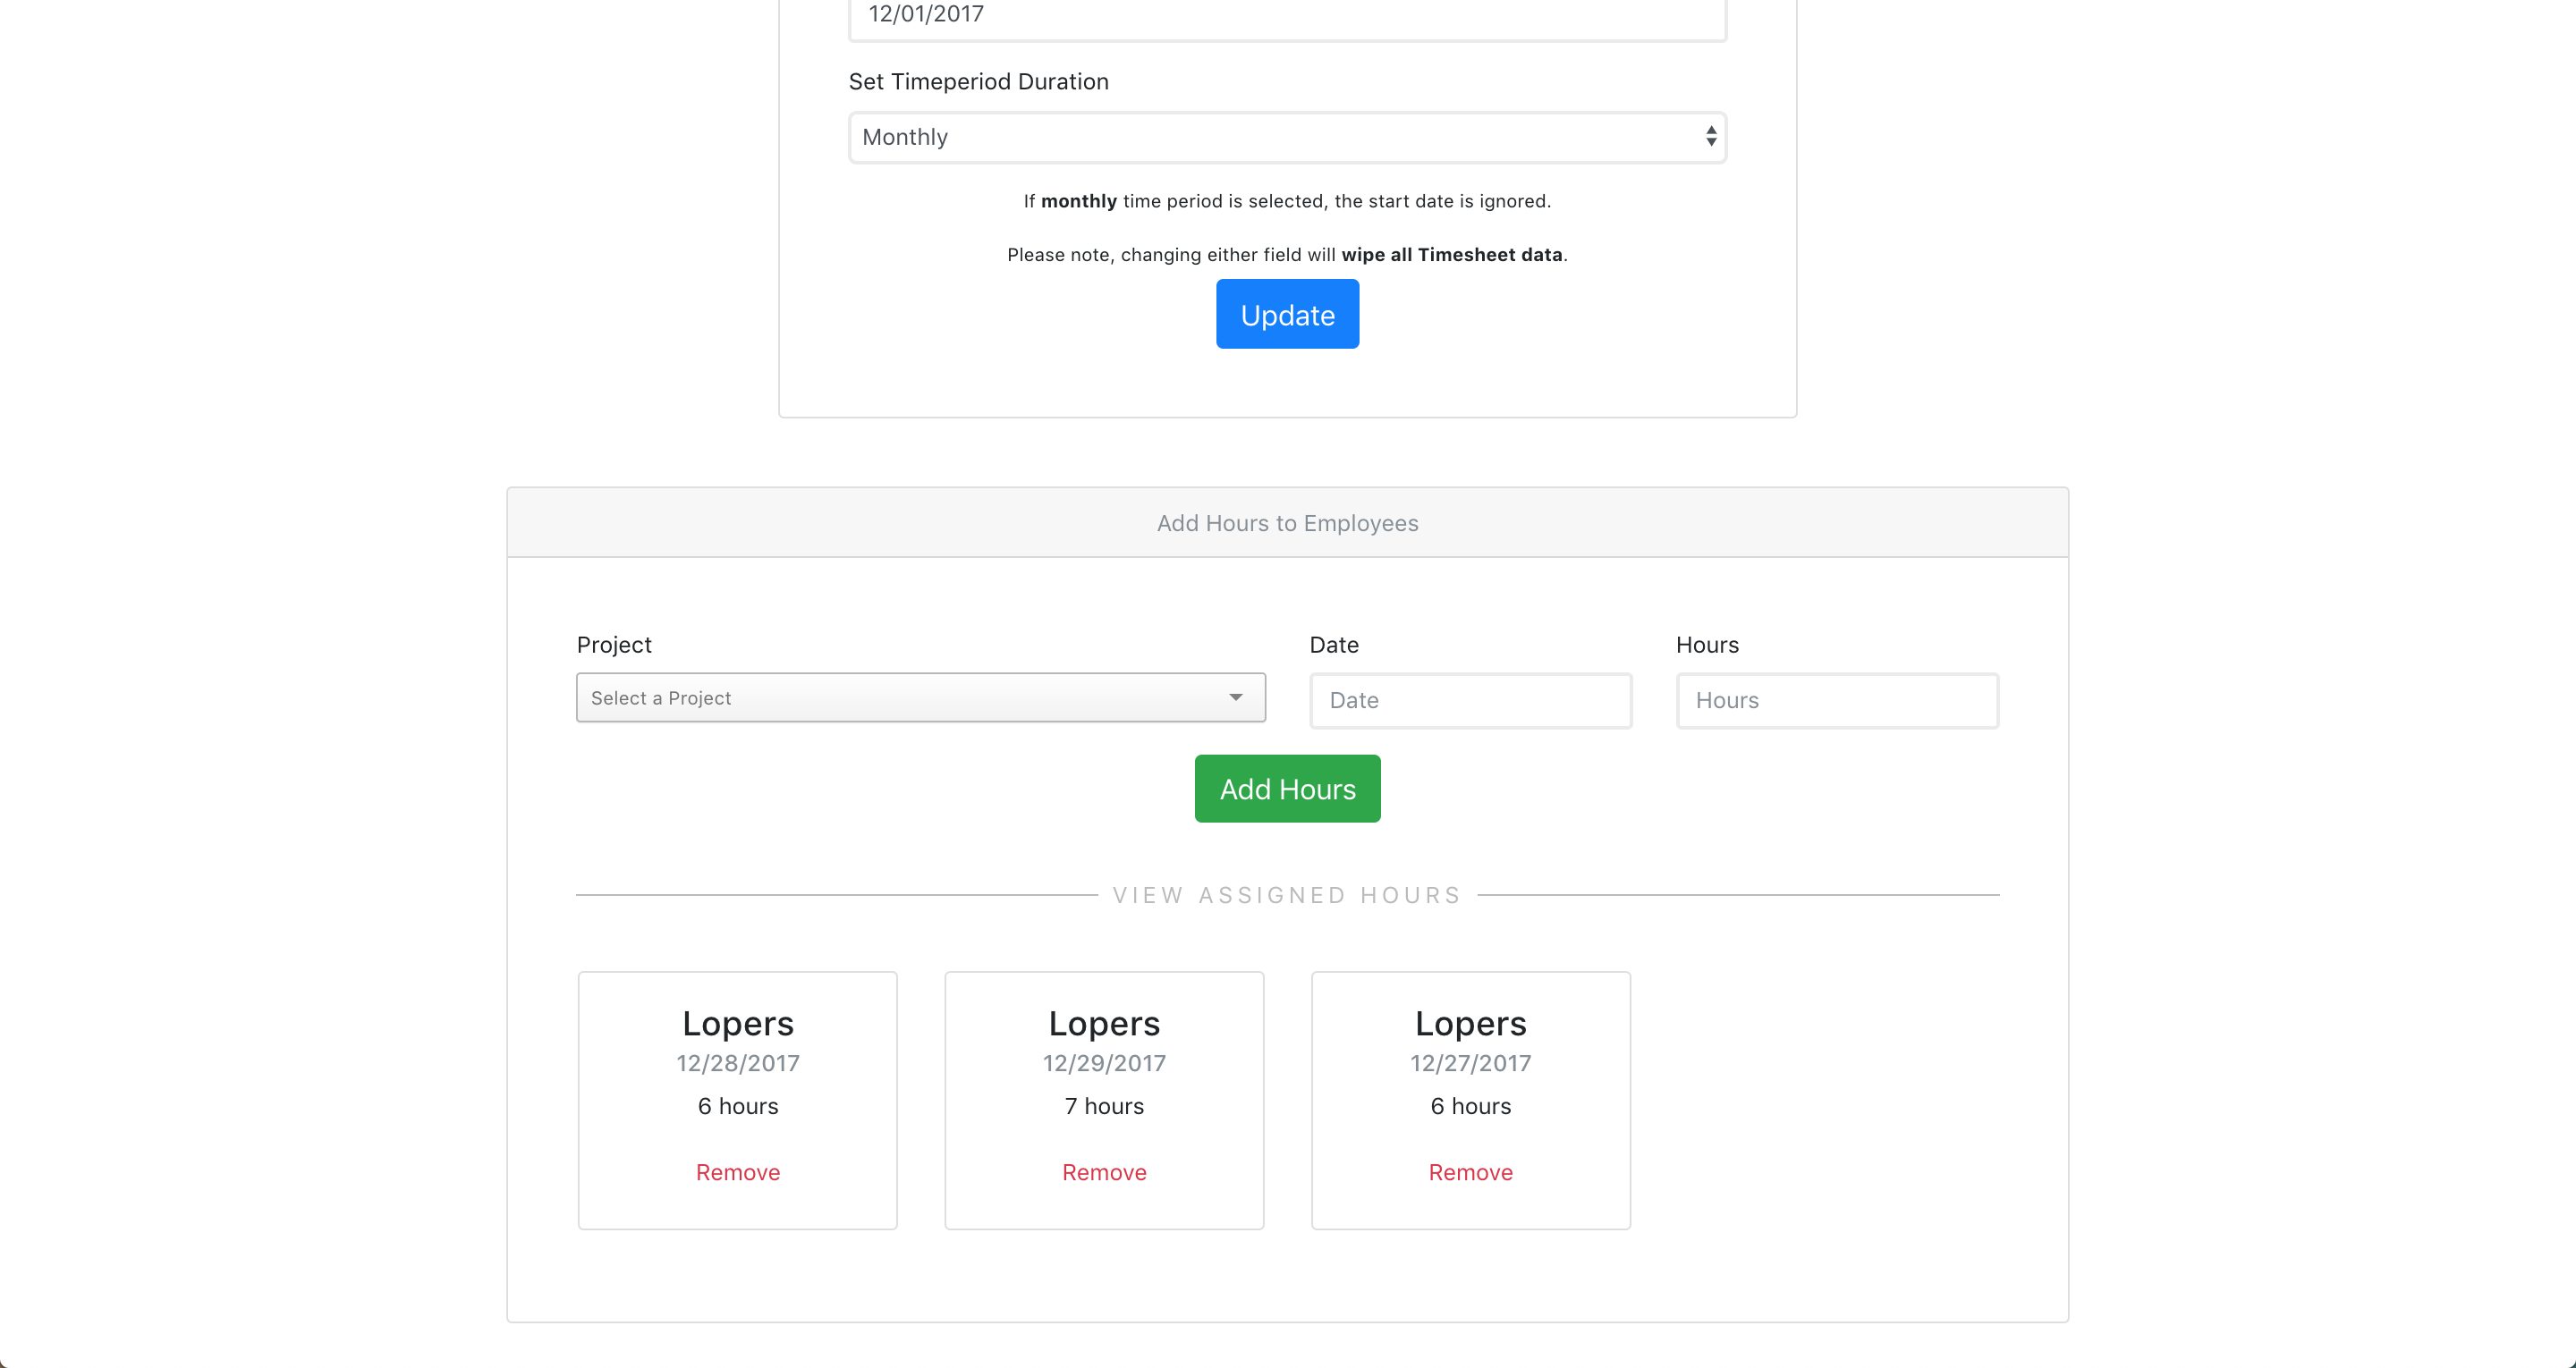 12/01/2017
Set Timeperiod Duration
Monthly
If monthly time period is selected, the start date is ignored.
Please note, changing either field will wipe all Timesheet data.
Update
Add Hours to Employees
Project
Date
Hours
Select a Project
Date
Hours
Add Hours
VIEW ASSIGNED HOURS
Lopers
12/28/2017
6 hours
Remove
Lopers
12/29/2017
7 hours
Remove
Lopers
12/27/2017
6 hours
Remove